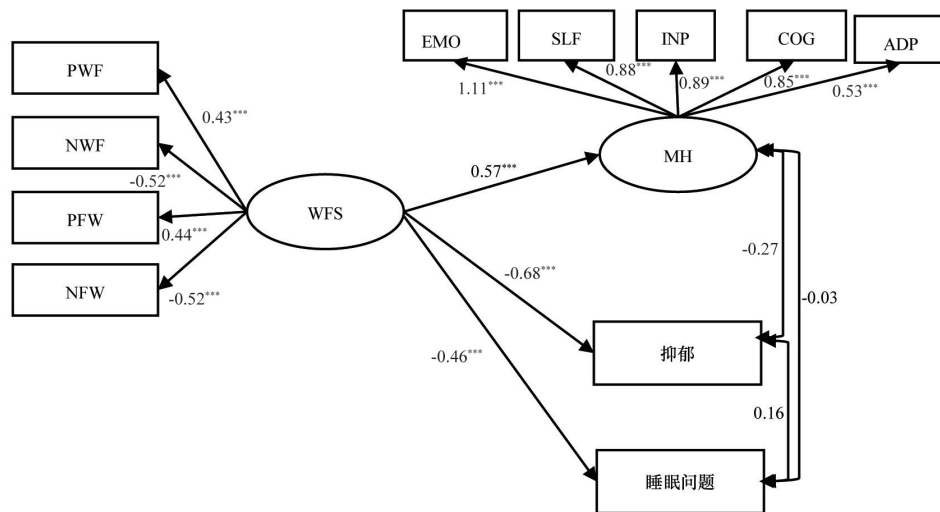 EMO
SLF
INP
COG
ADP
1.11***
0.88***
0.89***
0.85***
0.53***
PWF
NWF
PFW
NFW
0.43***
-0.52***
0.44***
-0.52***
WFS
0.57***
MH
-0.68***
-0.46***
-0.27
-0.03
抑郁
0.16
睡眠问题